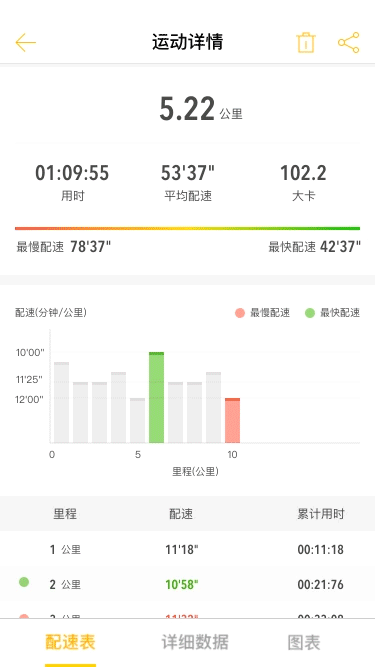 运动详情
5.22 公里
01:09:55 53'37" 102.2
用时 平均配速 大卡
最慢配速 78'37" 最快配速 42'37"
配速(分钟/公里) 最慢配速 最快配速
10'00"
11'25"
12'00"
0 5 10
里程(公里)
里程 配速 累计用时
1 公里 11'18" 00:11:18
2 公里 10'58" 00:21:76
配速表 详细数据 图表